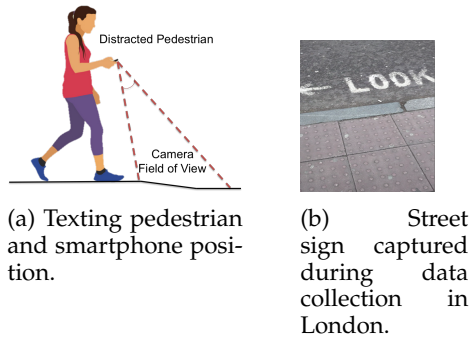 Distracted Pedestrian
Camera
Field of View
← LOOK
(a) Texting pedestrian
and smartphone posi-
tion.
(b) Street
sign captured
during data
collection in
London.